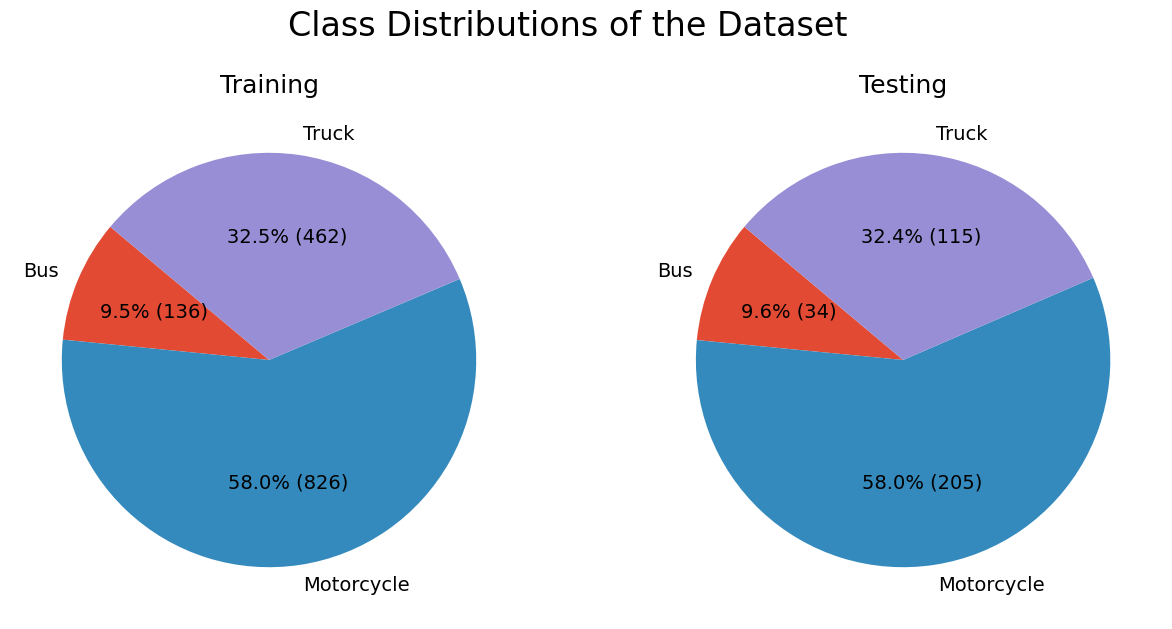 Class Distributions of the Dataset
Training
Truck
32.5% (462)
Bus
9.5% (136)
58.0% (826)
Motorcycle
Testing
Truck
32.4% (115)
Bus
9.6% (34)
58.0% (205)
Motorcycle